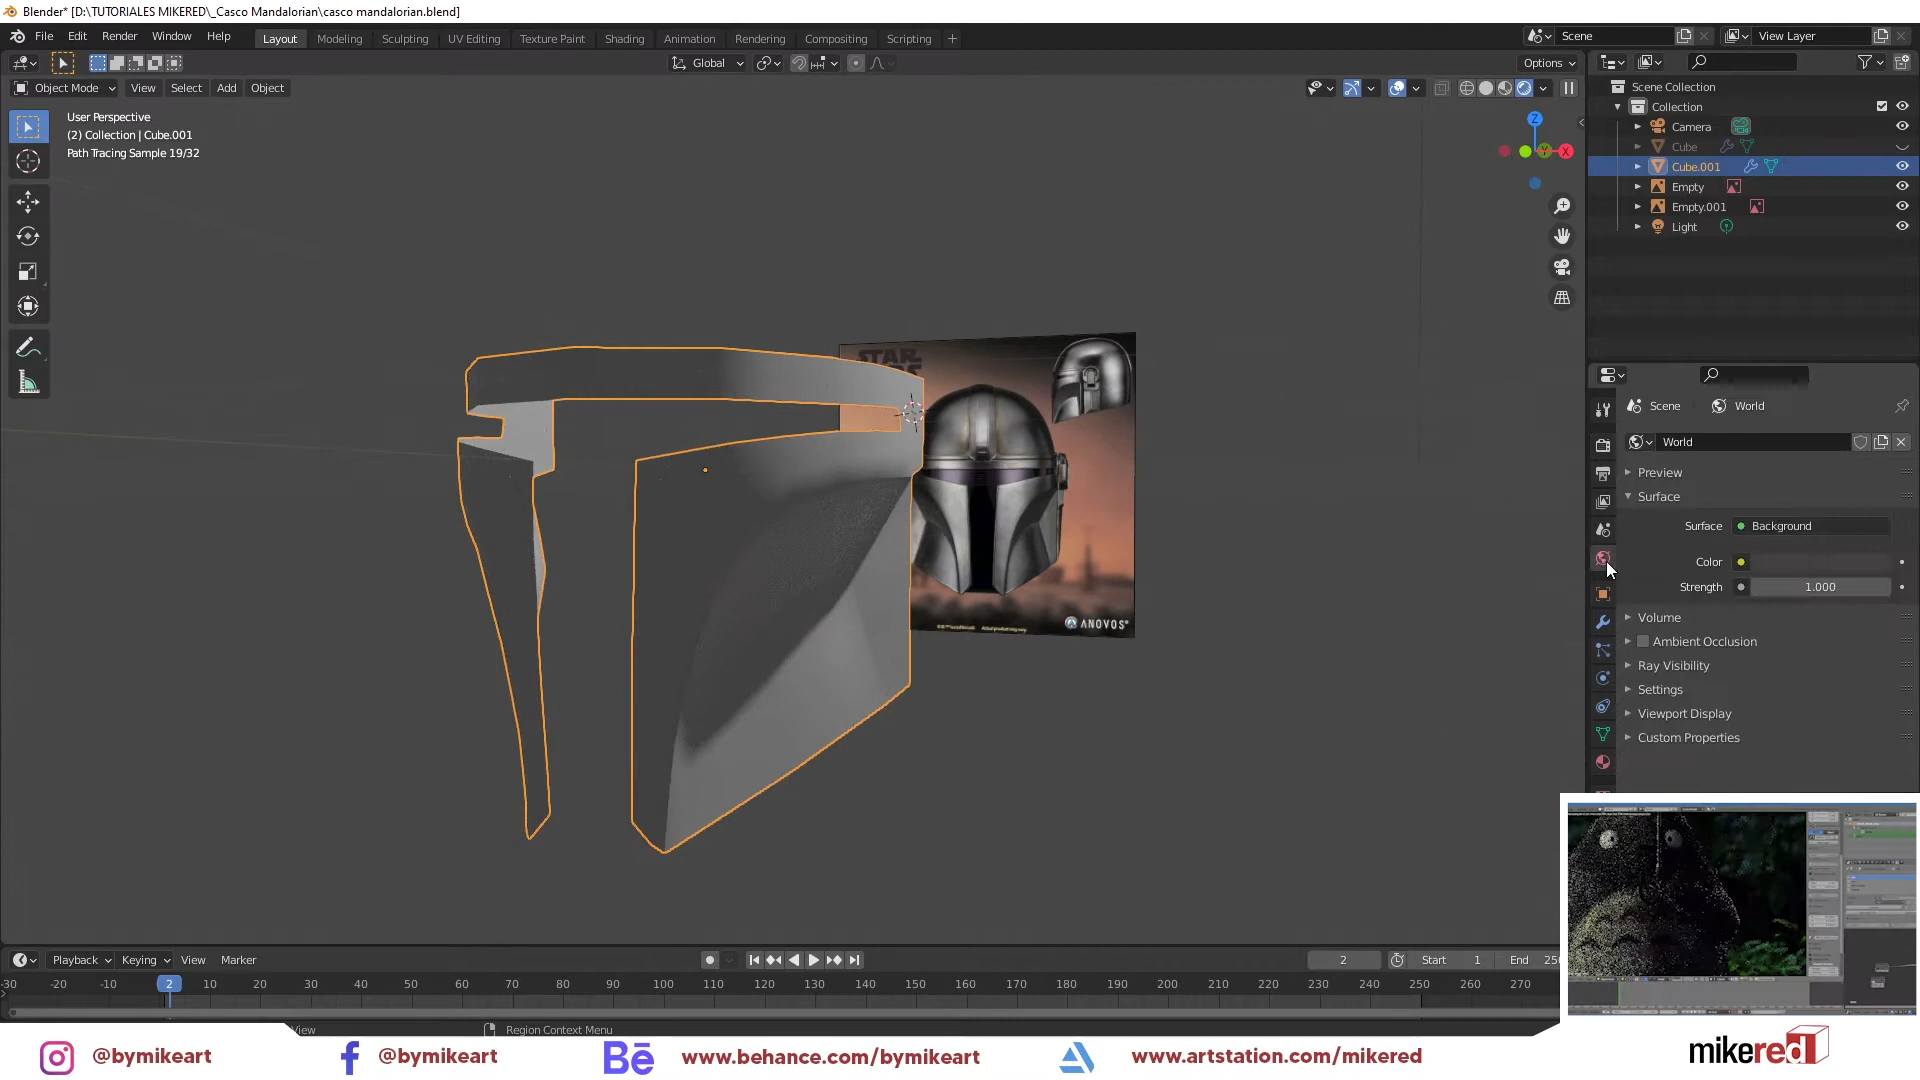 Blender* [D:\TUTORIALES MIKERED\_Casco Mandalorian\casco mandalorian.blend]
File Edit Render Window Help
Layout Modeling Sculpting UV Editing Texture Paint Shading Animation Rendering Compositing Scripting +
Scene
View Layer
Global
Options
Object Mode View Select Add Object
User Perspective
(2) Collection | Cube.001
Path Tracing Sample 19/32
Z
Y
X
Scene Collection
Collection
Camera
Cube
Cube.001
Empty
Empty.001
Light
STAR
ANOVOS
Scene World
World
Preview
Surface
Surface Background
Color
Strength 1.000
Volume
Ambient Occlusion
Ray Visibility
Settings
Viewport Display
Custom Properties
Playback Keying View Marker
2
Start 1
End 250
-30 -20 -10 2 10 20 30 40 50 60 70 80 90 100 110 120 130 140 150 160 170 180 190 200 210 220 230 240 250 260 270
View
Region Context Menu
@bymikeart
@bymikeart
Bē www.behance.com/bymikeart
www.artstation.com/mikered
mikered